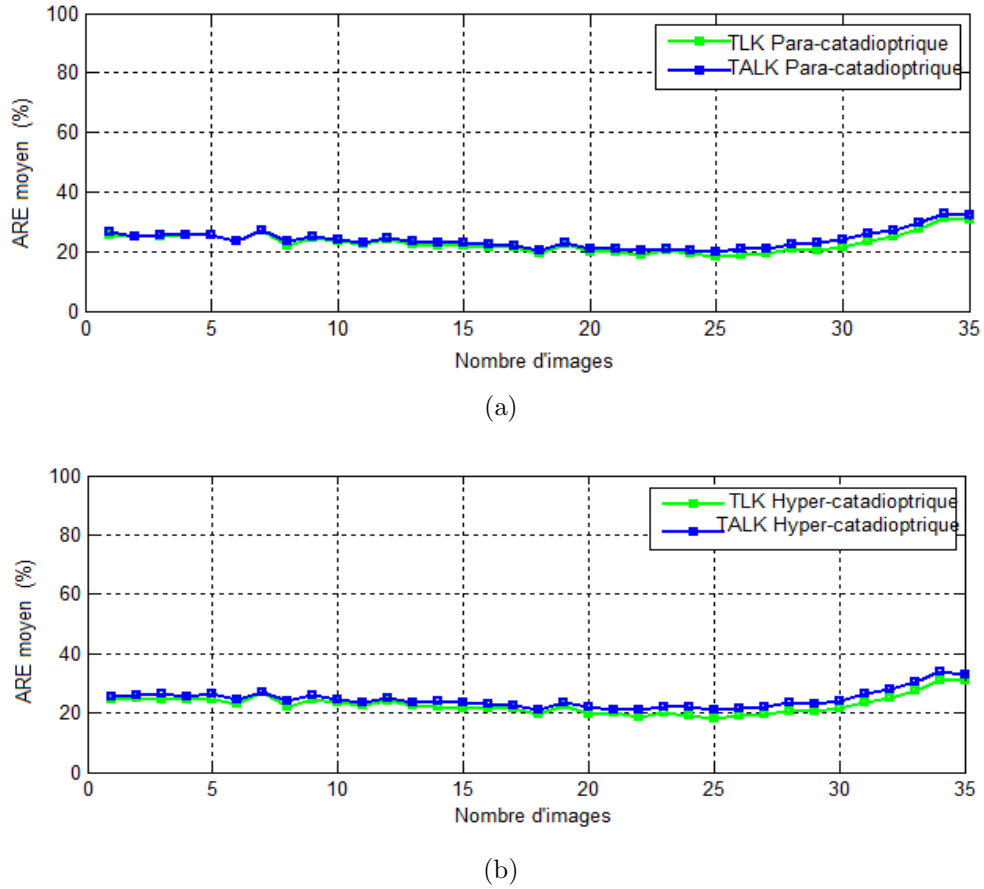 100
80
60
40
20
0
ARE moyen (%)
TLK Para-catadioptrique
TALK Para-catadioptrique
0 5 10 15 20 25 30 35
Nombre d'images
(a)
100
80
60
40
20
0
ARE moyen (%)
TLK Hyper-catadioptrique
TALK Hyper-catadioptrique
0 5 10 15 20 25 30 35
Nombre d'images
(b)